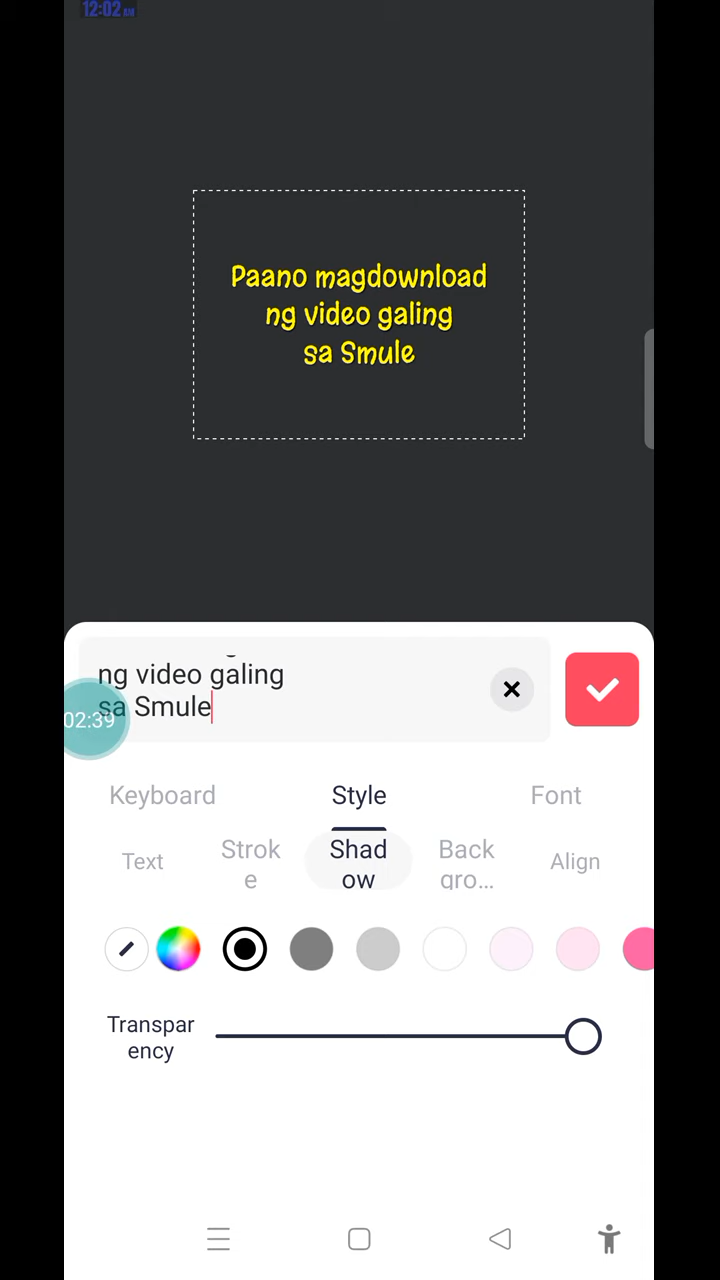 12:02 AM
Paano magdownload
ng video galing
sa Smule
ng video galing
sa Smule
02:39
Keyboard
Style
Font
Text
Strok
e
Shad
ow
Back
gro...
Align
Transpar
ency